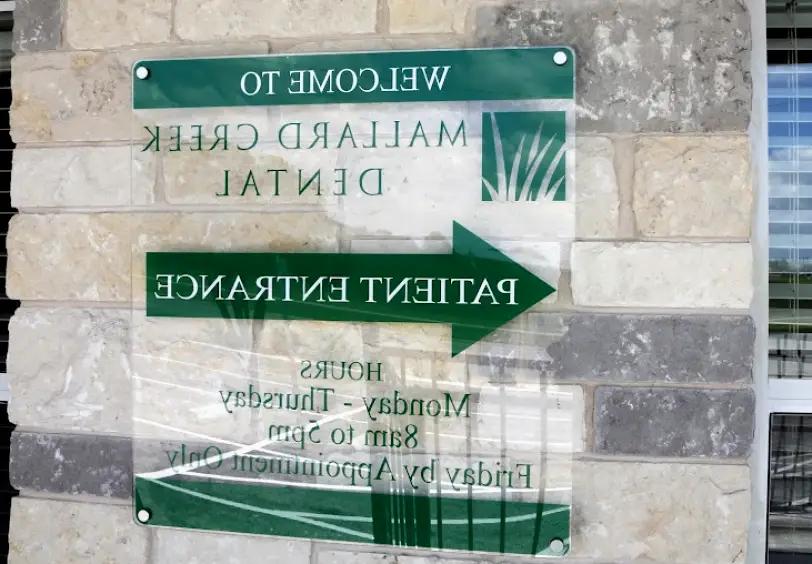 WELCOME TO
MALLARD CREEK
DENTAL
PATIENT ENTRANCE
HOURS
Monday - Thursday
8am to 5pm
Friday by Appointment Only